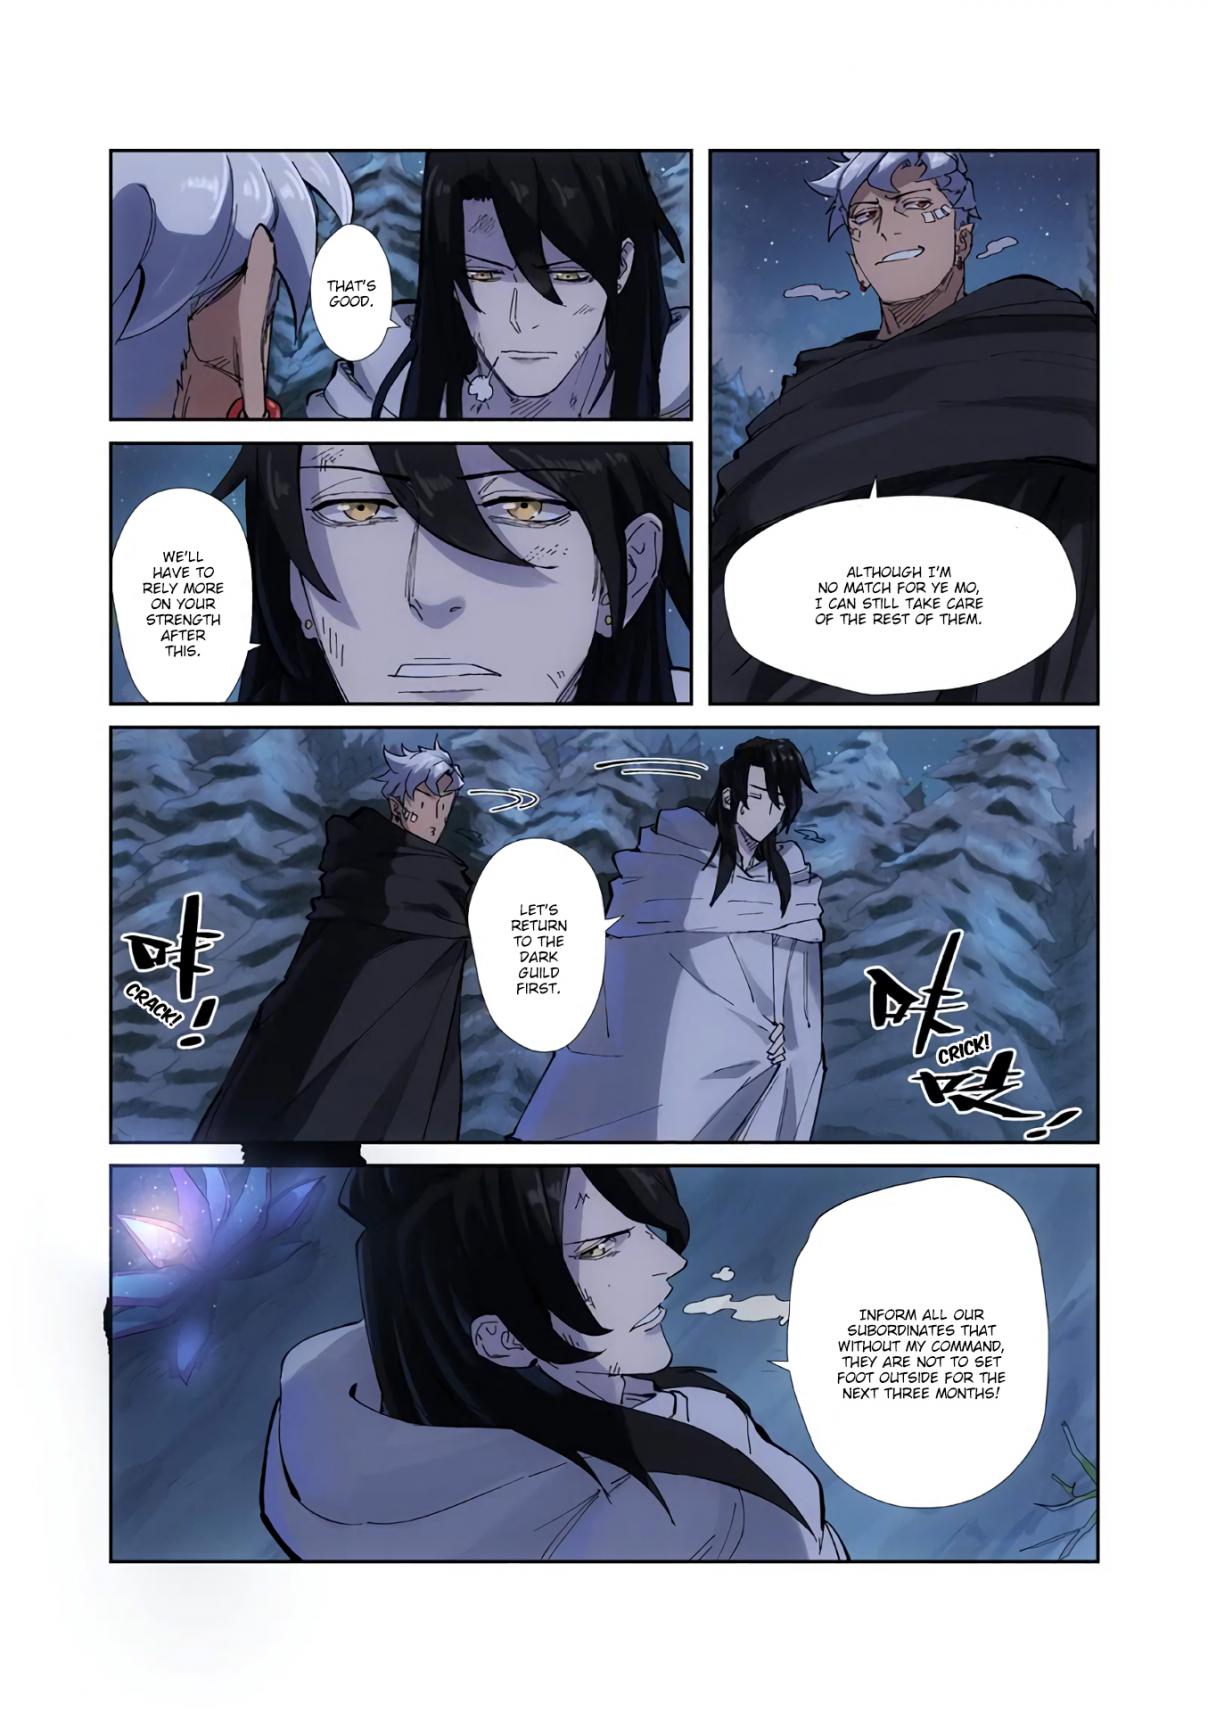 ALTHOUGH I'M
NO MATCH FOR YE MO,
I CAN STILL TAKE CARE
OF THE REST OF THEM.
THAT'S
GOOD.
WE'LL
HAVE TO
RELY MORE
ON YOUR
STRENGTH
AFTER
THIS.
咔
CRICK!
哒!
LET'S
RETURN
TO THE
DARK
GUILD
FIRST.
咔!
CRACK!
INFORM ALL OUR
SUBORDINATES THAT
WITHOUT MY COMMAND,
THEY ARE NOT TO SET
FOOT OUTSIDE FOR THE
NEXT THREE MONTHS!